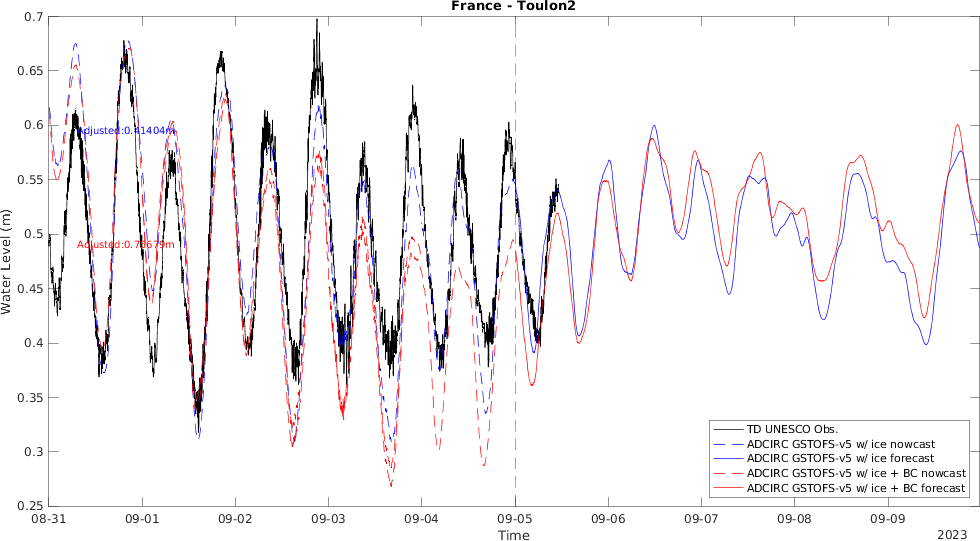 France - Toulon2
Water Level (m)
0.7
0.65
0.6
0.55
0.5
0.45
0.4
0.35
0.3
0.25
Adjusted:0.41404m
Adjusted:0.73679m
TD UNESCO Obs.
ADCIRC GSTOFS-v5 w/ ice nowcast
ADCIRC GSTOFS-v5 w/ ice forecast
ADCIRC GSTOFS-v5 w/ ice + BC nowcast
ADCIRC GSTOFS-v5 w/ ice + BC forecast
08-31 09-01 09-02 09-03 09-04 09-05 09-06 09-07 09-08 09-09
Time
2023